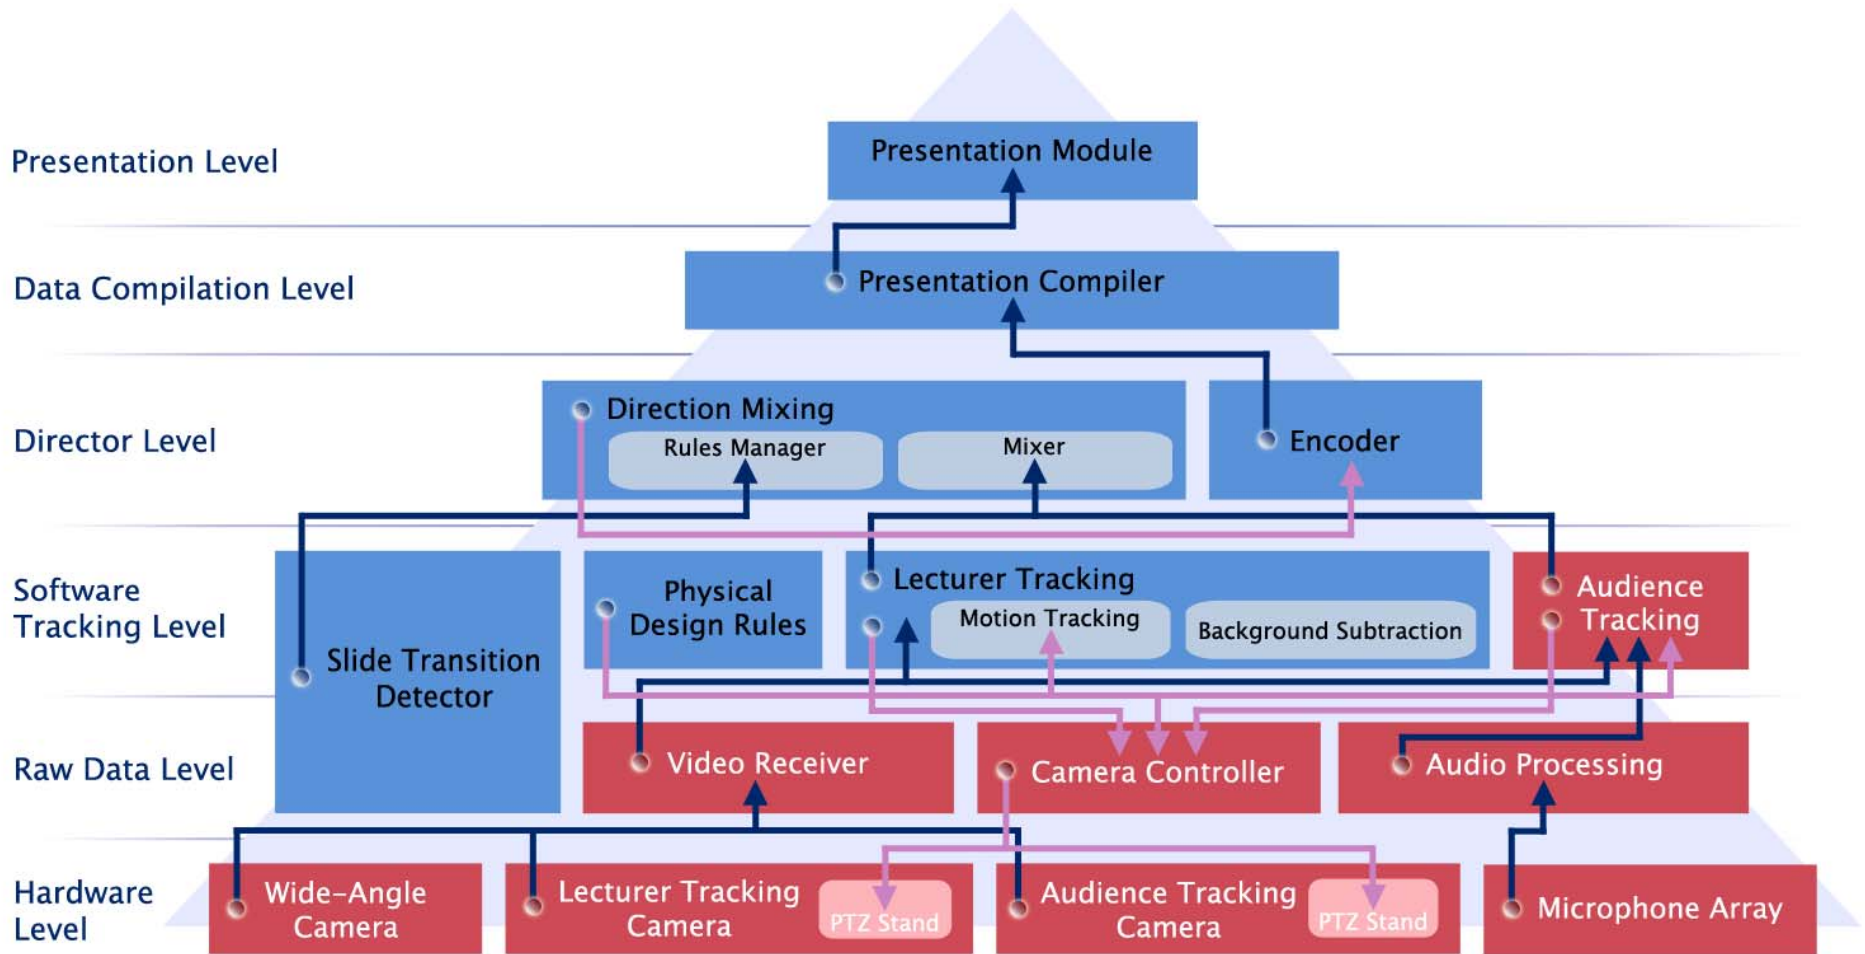 Presentation Level
Presentation Module
Data Compilation Level
Presentation Compiler
Director Level
Direction Mixing
Rules Manager
Mixer
Encoder
Software
Tracking Level
Slide Transition
Detector
Physical
Design Rules
Lecturer Tracking
Motion Tracking
Background Subtraction
Audience
Tracking
Raw Data Level
Video Receiver
Camera Controller
Audio Processing
Hardware
Level
Wide-Angle
Camera
Lecturer Tracking
Camera
PTZ Stand
Audience Tracking
Camera
PTZ Stand
Microphone Array